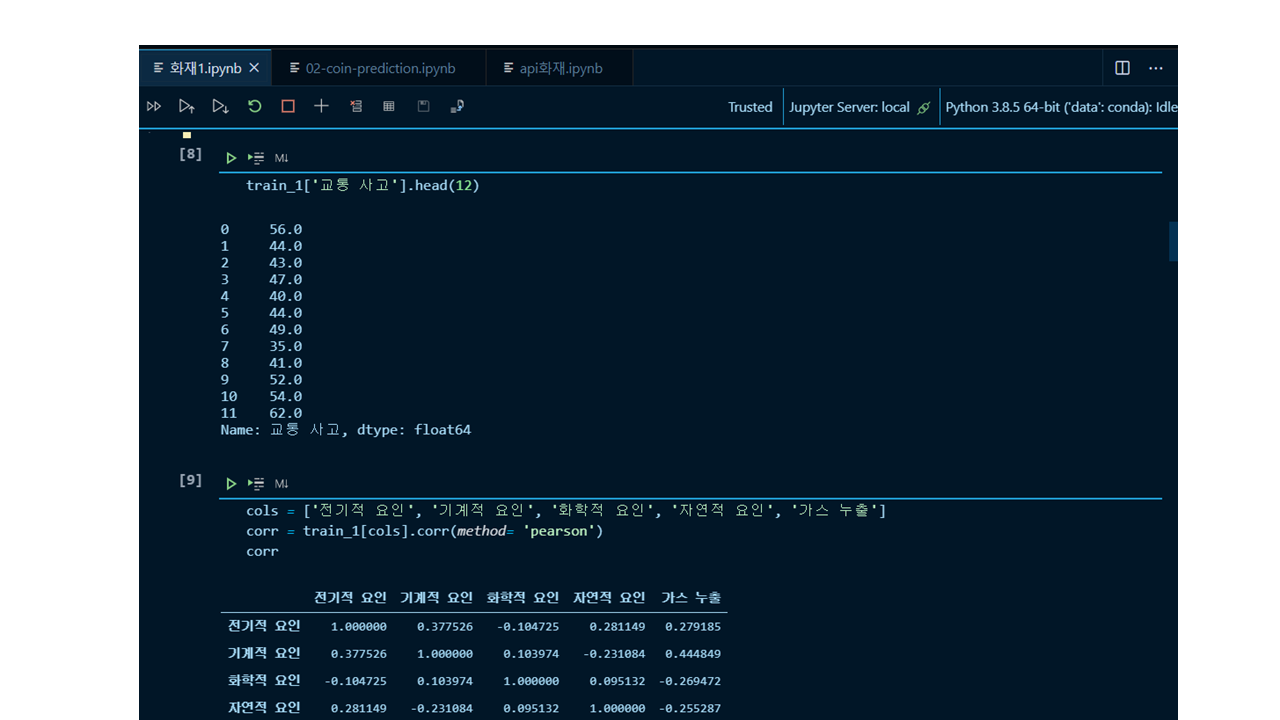 화재1.ipynb 02-coin-prediction.ipynb api화재.ipynb
Trusted Jupyter Server: local Python 3.8.5 64-bit ('data': conda): Idle
[8] M↓
train_1['교통 사고'].head(12)
0 56.0
1 44.0
2 43.0
3 47.0
4 40.0
5 44.0
6 49.0
7 35.0
8 41.0
9 52.0
10 54.0
11 62.0
Name: 교통 사고, dtype: float64
[9] M↓
cols = ['전기적 요인', '기계적 요인', '화학적 요인', '자연적 요인', '가스 누출']
corr = train_1[cols].corr(method= 'pearson')
corr
전기적 요인 기계적 요인 화학적 요인 자연적 요인 가스 누출
전기적 요인 1.000000 0.377526 -0.104725 0.281149 0.279185
기계적 요인 0.377526 1.000000 0.103974 -0.231084 0.444849
화학적 요인 -0.104725 0.103974 1.000000 0.095132 -0.269472
자연적 요인 0.281149 -0.231084 0.095132 1.000000 -0.255287